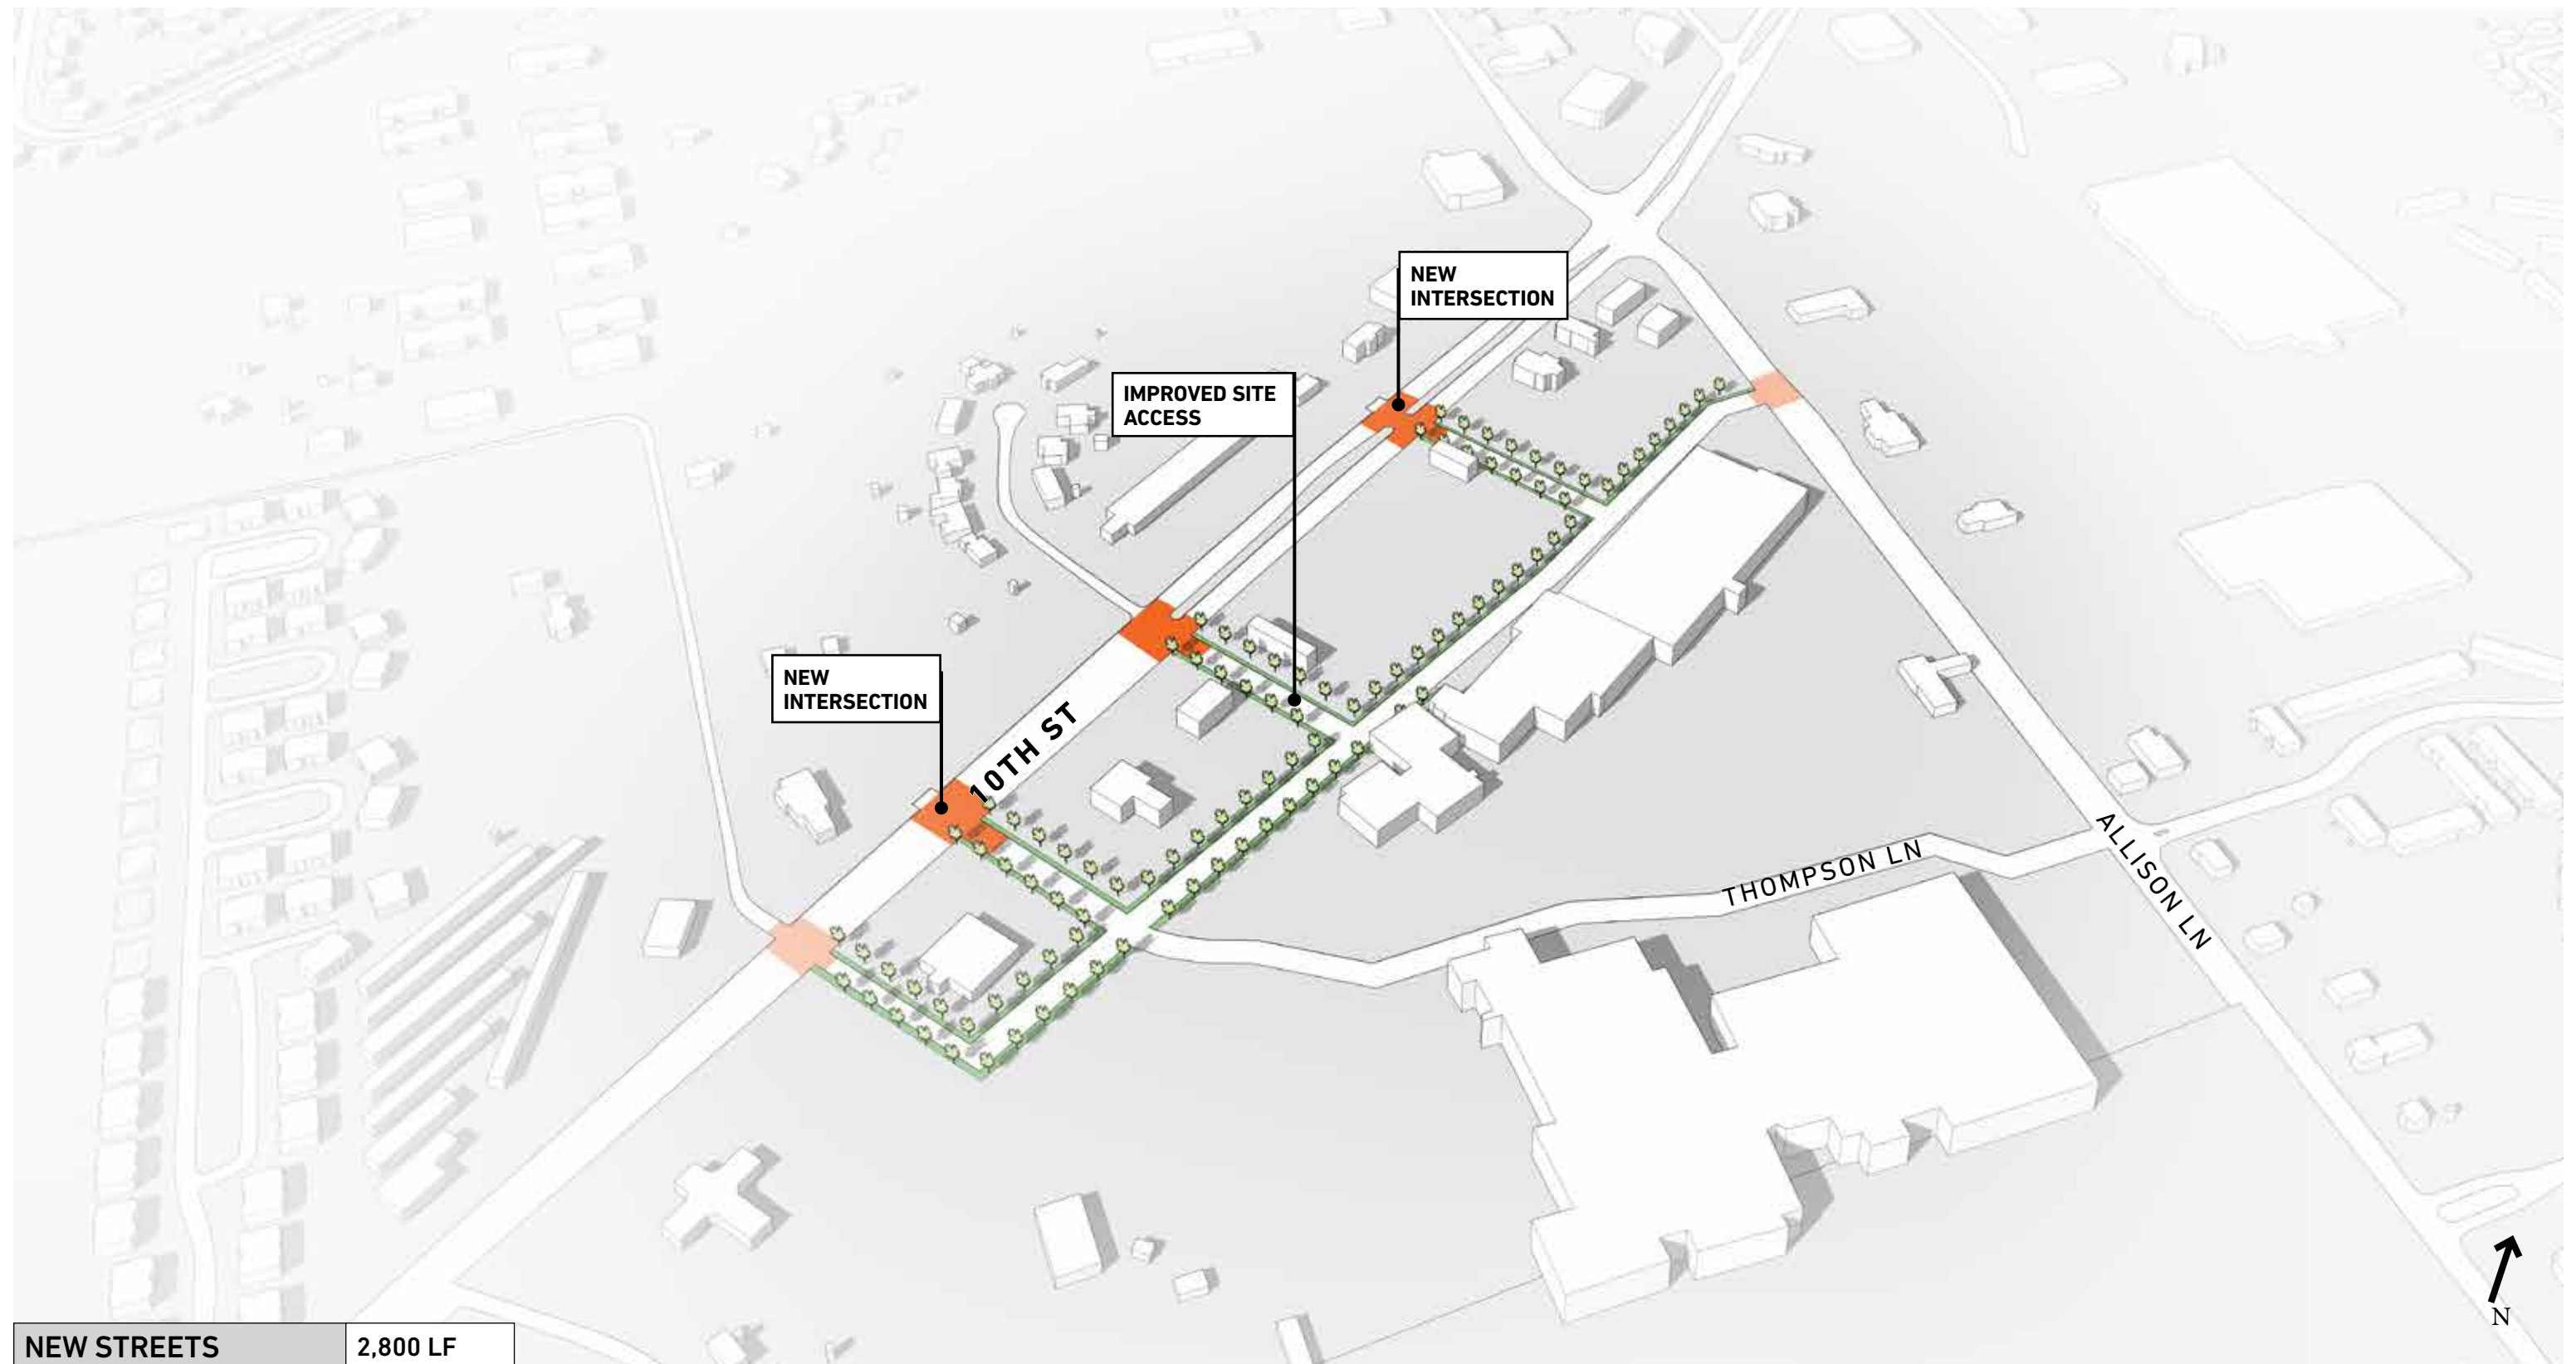 NEW
INTERSECTION
IMPROVED SITE
ACCESS
NEW
INTERSECTION
10TH ST
THOMPSON LN
ALLISON LN
N
NEW STREETS 2,800 LF